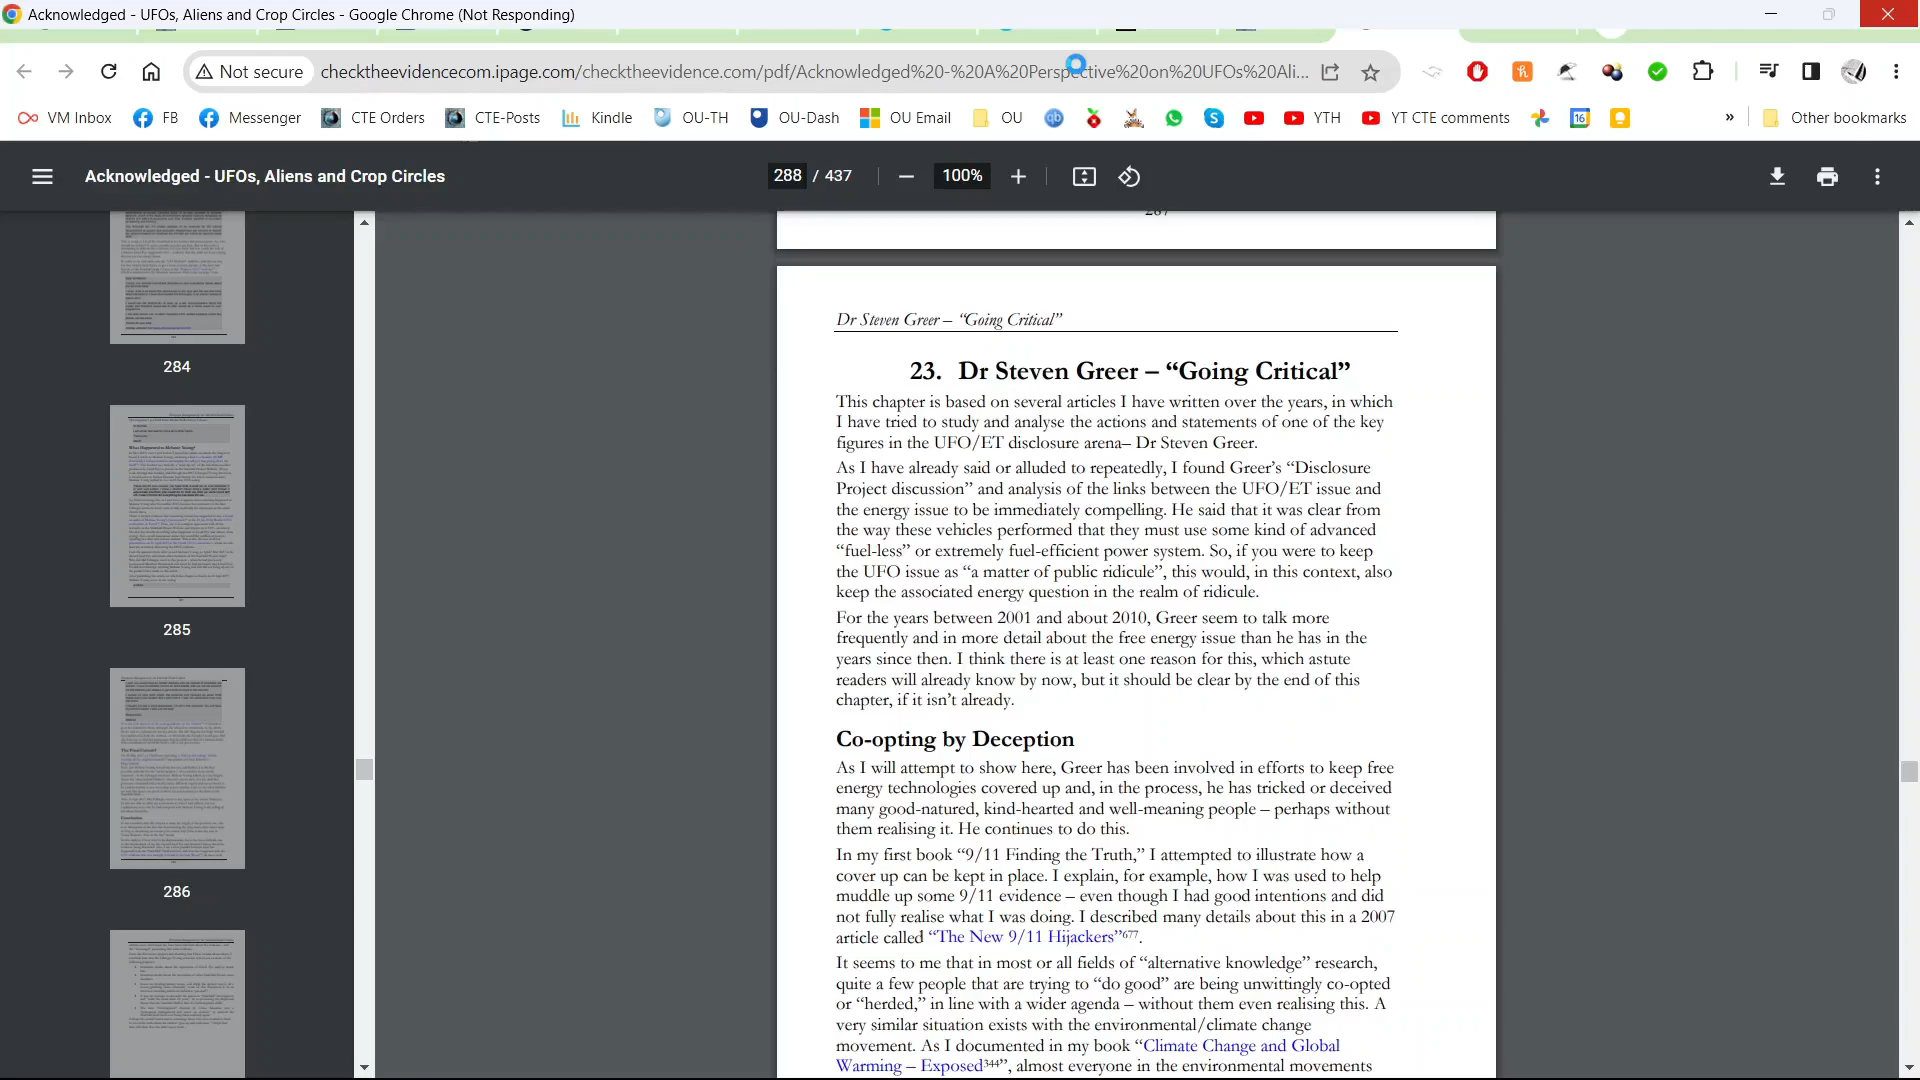 Acknowledged - UFOs, Aliens and Crop Circles - Google Chrome (Not Responding)
Not secure
checktheevidencecom.ipage.com/checktheevidence.com/pdf/Acknowledged%20-%20A%20Perspective%20on%20UFOs%20Ali...
VM Inbox
FB
Messenger
CTE Orders
CTE-Posts
Kindle
OU-TH
OU-Dash
OU Email
OU
YTH
YT CTE comments
16
»
Other bookmarks
Acknowledged - UFOs, Aliens and Crop Circles
288 / 437
100%
284
What Happened to Melanie Young?
285
286
287
Dr Steven Greer – “Going Critical”
23. Dr Steven Greer – “Going Critical”
This chapter is based on several articles I have written over the years, in which
I have tried to study and analyse the actions and statements of one of the key
figures in the UFO/ET disclosure arena– Dr Steven Greer.
As I have already said or alluded to repeatedly, I found Greer’s “Disclosure
Project discussion” and analysis of the links between the UFO/ET issue and
the energy issue to be immediately compelling. He said that it was clear from
the way these vehicles performed that they must use some kind of advanced
“fuel-less” or extremely fuel-efficient power system. So, if you were to keep
the UFO issue as “a matter of public ridicule”, this would, in this context, also
keep the associated energy question in the realm of ridicule.
For the years between 2001 and about 2010, Greer seem to talk more
frequently and in more detail about the free energy issue than he has in the
years since then. I think there is at least one reason for this, which astute
readers will already know by now, but it should be clear by the end of this
chapter, if it isn’t already.
Co-opting by Deception
As I will attempt to show here, Greer has been involved in efforts to keep free
energy technologies covered up and, in the process, he has tricked or deceived
many good-natured, kind-hearted and well-meaning people – perhaps without
them realising it. He continues to do this.
In my first book “9/11 Finding the Truth,” I attempted to illustrate how a
cover up can be kept in place. I explain, for example, how I was used to help
muddle up some 9/11 evidence – even though I had good intentions and did
not fully realise what I was doing. I described many details about this in a 2007
article called “The New 9/11 Hijackers”677.
It seems to me that in most or all fields of “alternative knowledge” research,
quite a few people that are trying to “do good” are being unwittingly co-opted
or “herded,” in line with a wider agenda – without them even realising this. A
very similar situation exists with the environmental/climate change
movement. As I documented in my book “Climate Change and Global
Warming – Exposed344”, almost everyone in the environmental movements